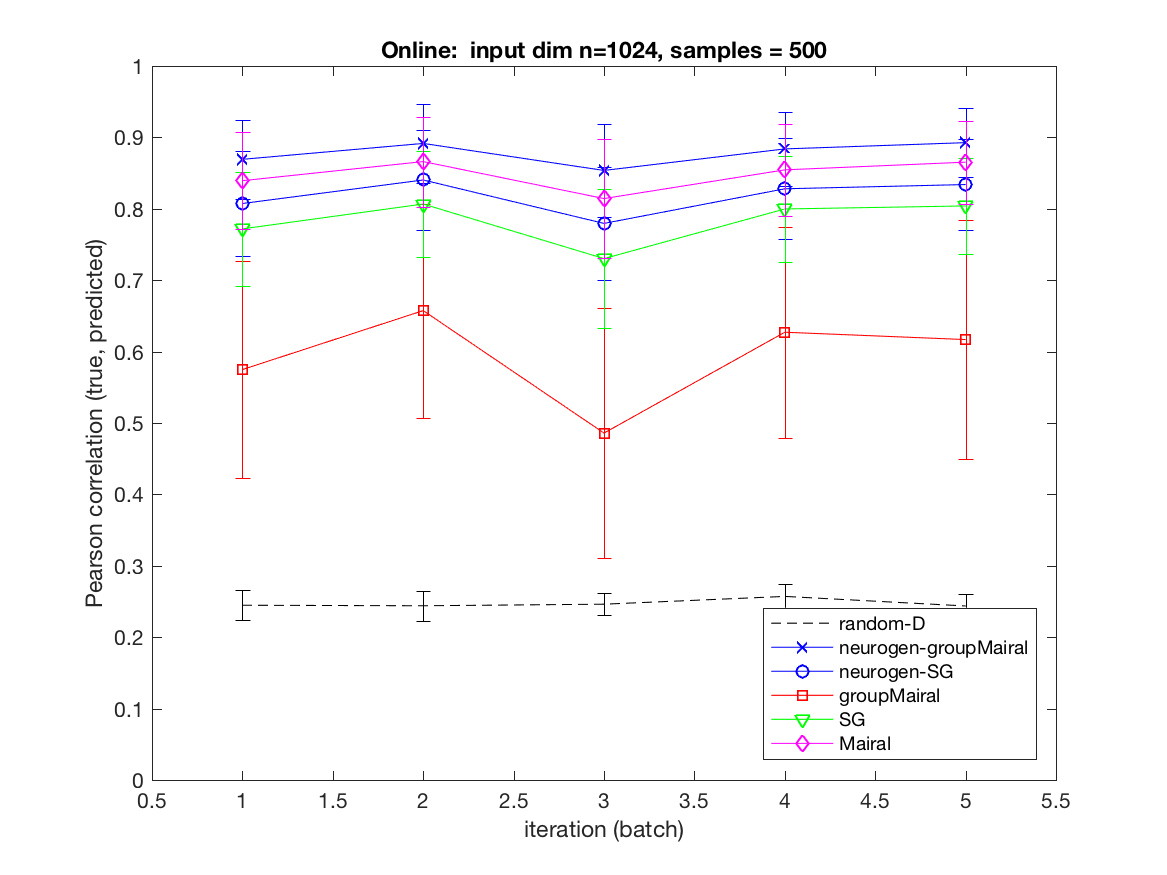 Online:  input dim n=1024, samples = 500
Pearson correlation (true, predicted)
1
0.9
0.8
0.7
0.6
0.5
0.4
0.3
0.2
0.1
0
random-D
neurogen-groupMairal
neurogen-SG
groupMairal
SG
Mairal
0.5 1 1.5 2 2.5 3 3.5 4 4.5 5 5.5
iteration (batch)